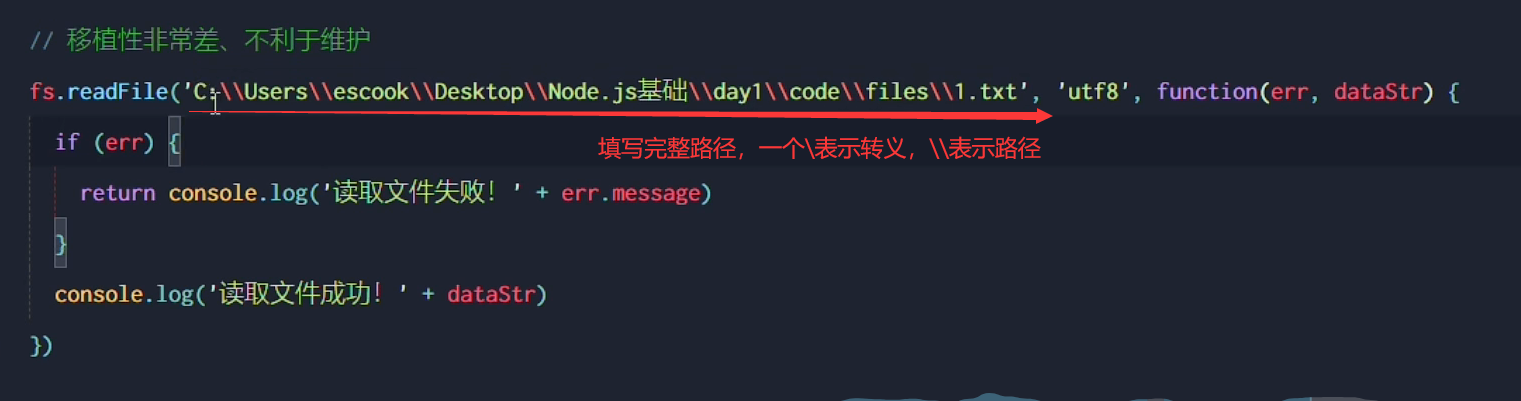 // 移植性非常差、不利于维护
fs.readFile('C:\\Users\\escook\\Desktop\\Node.js基础\\day1\\code\\files\\1.txt', 'utf8', function(err, dataStr) {
填写完整路径，一个\表示转义，\\表示路径
if (err) {
return console.log('读取文件失败！' + err.message)
}
console.log('读取文件成功！' + dataStr)
})